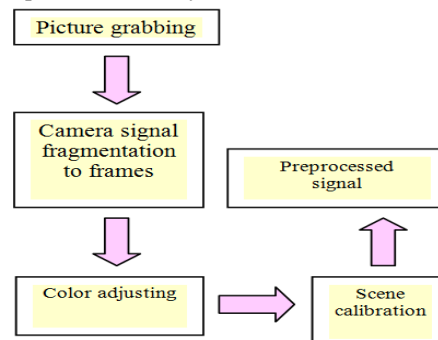 Picture grabbing
Camera signal
fragmentation
to frames
Preprocessed
signal
Color adjusting
Scene
calibration